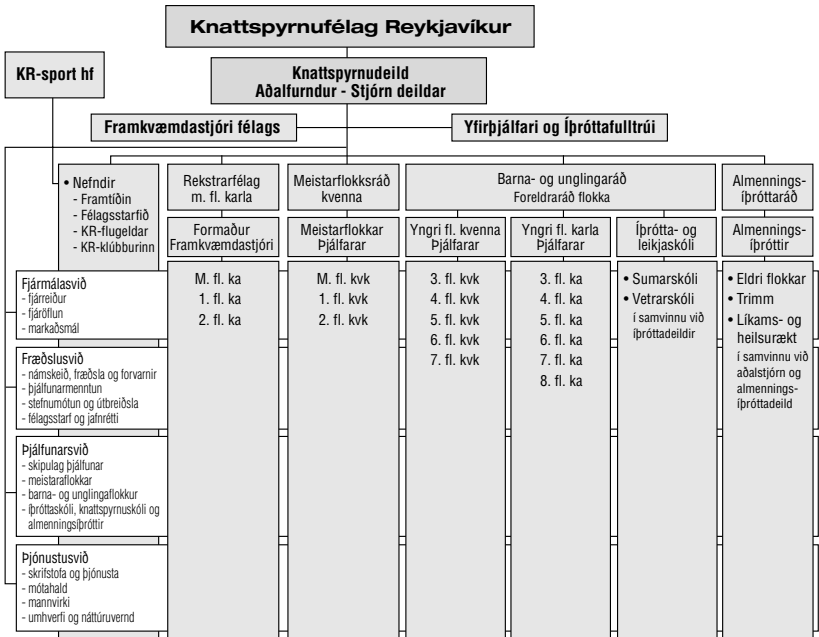 Knattspyrnufélag Reykjavíkur
KR-sport hf
Knattspyrnudeild
Aðalfurndur - Stjórn deildar
Framkvæmdastjóri félags
Yfirþjálfari og Íþróttafulltrúi
• Nefndir
- Framtíðin
- Félagsstarfið
- KR-flugeldar
- KR-klúbburinn
Rekstrarfélag
m. fl. karla
Meistarflokksráð
kvenna
Barna- og unglingaráð
Foreldraráð flokka
Almennings-
íþróttaráð
Formaður
Framkvæmdastjóri
Meistarflokkar
Þjálfarar
Yngri fl. kvenna
Þjálfarar
Yngri fl. karla
Þjálfarar
Íþrótta- og
leikjaskóli
Almennings-
íþróttir
M. fl. ka
1. fl. ka
2. fl. ka
M. fl. kvk
1. fl. kvk
2. fl. kvk
3. fl. kvk
4. fl. kvk
5. fl. kvk
6. fl. kvk
7. fl. kvk
3. fl. ka
4. fl. ka
5. fl. ka
6. fl. ka
7. fl. ka
8. fl. ka
• Sumarskóli
• Vetrarskóli
í samvinnu við
íþróttadeildir
• Eldri flokkar
• Trimm
• Líkams- og
heilsurækt
í samvinnu við
aðalstjórn og
almennings-
íþróttadeild
Fjármálasvið
- fjárreiður
- fjáröflun
- markaðsmál
Fræðslusvið
- námskeið, fræðsla og forvarnir
- þjálfunarmenntun
- stefnumótun og útbreiðsla
- félagsstarf og jafnrétti
Þjálfunarsvið
- skipulag þjálfunar
- meistaraflokkar
- barna- og unglingaflokkur
- íþróttaskóli, knattspyrnuskóli og
almenningsíþróttir
Þjónustusvið
- skrifstofa og þjónusta
- mótahald
- mannvirki
- umhverfi og náttúruvernd